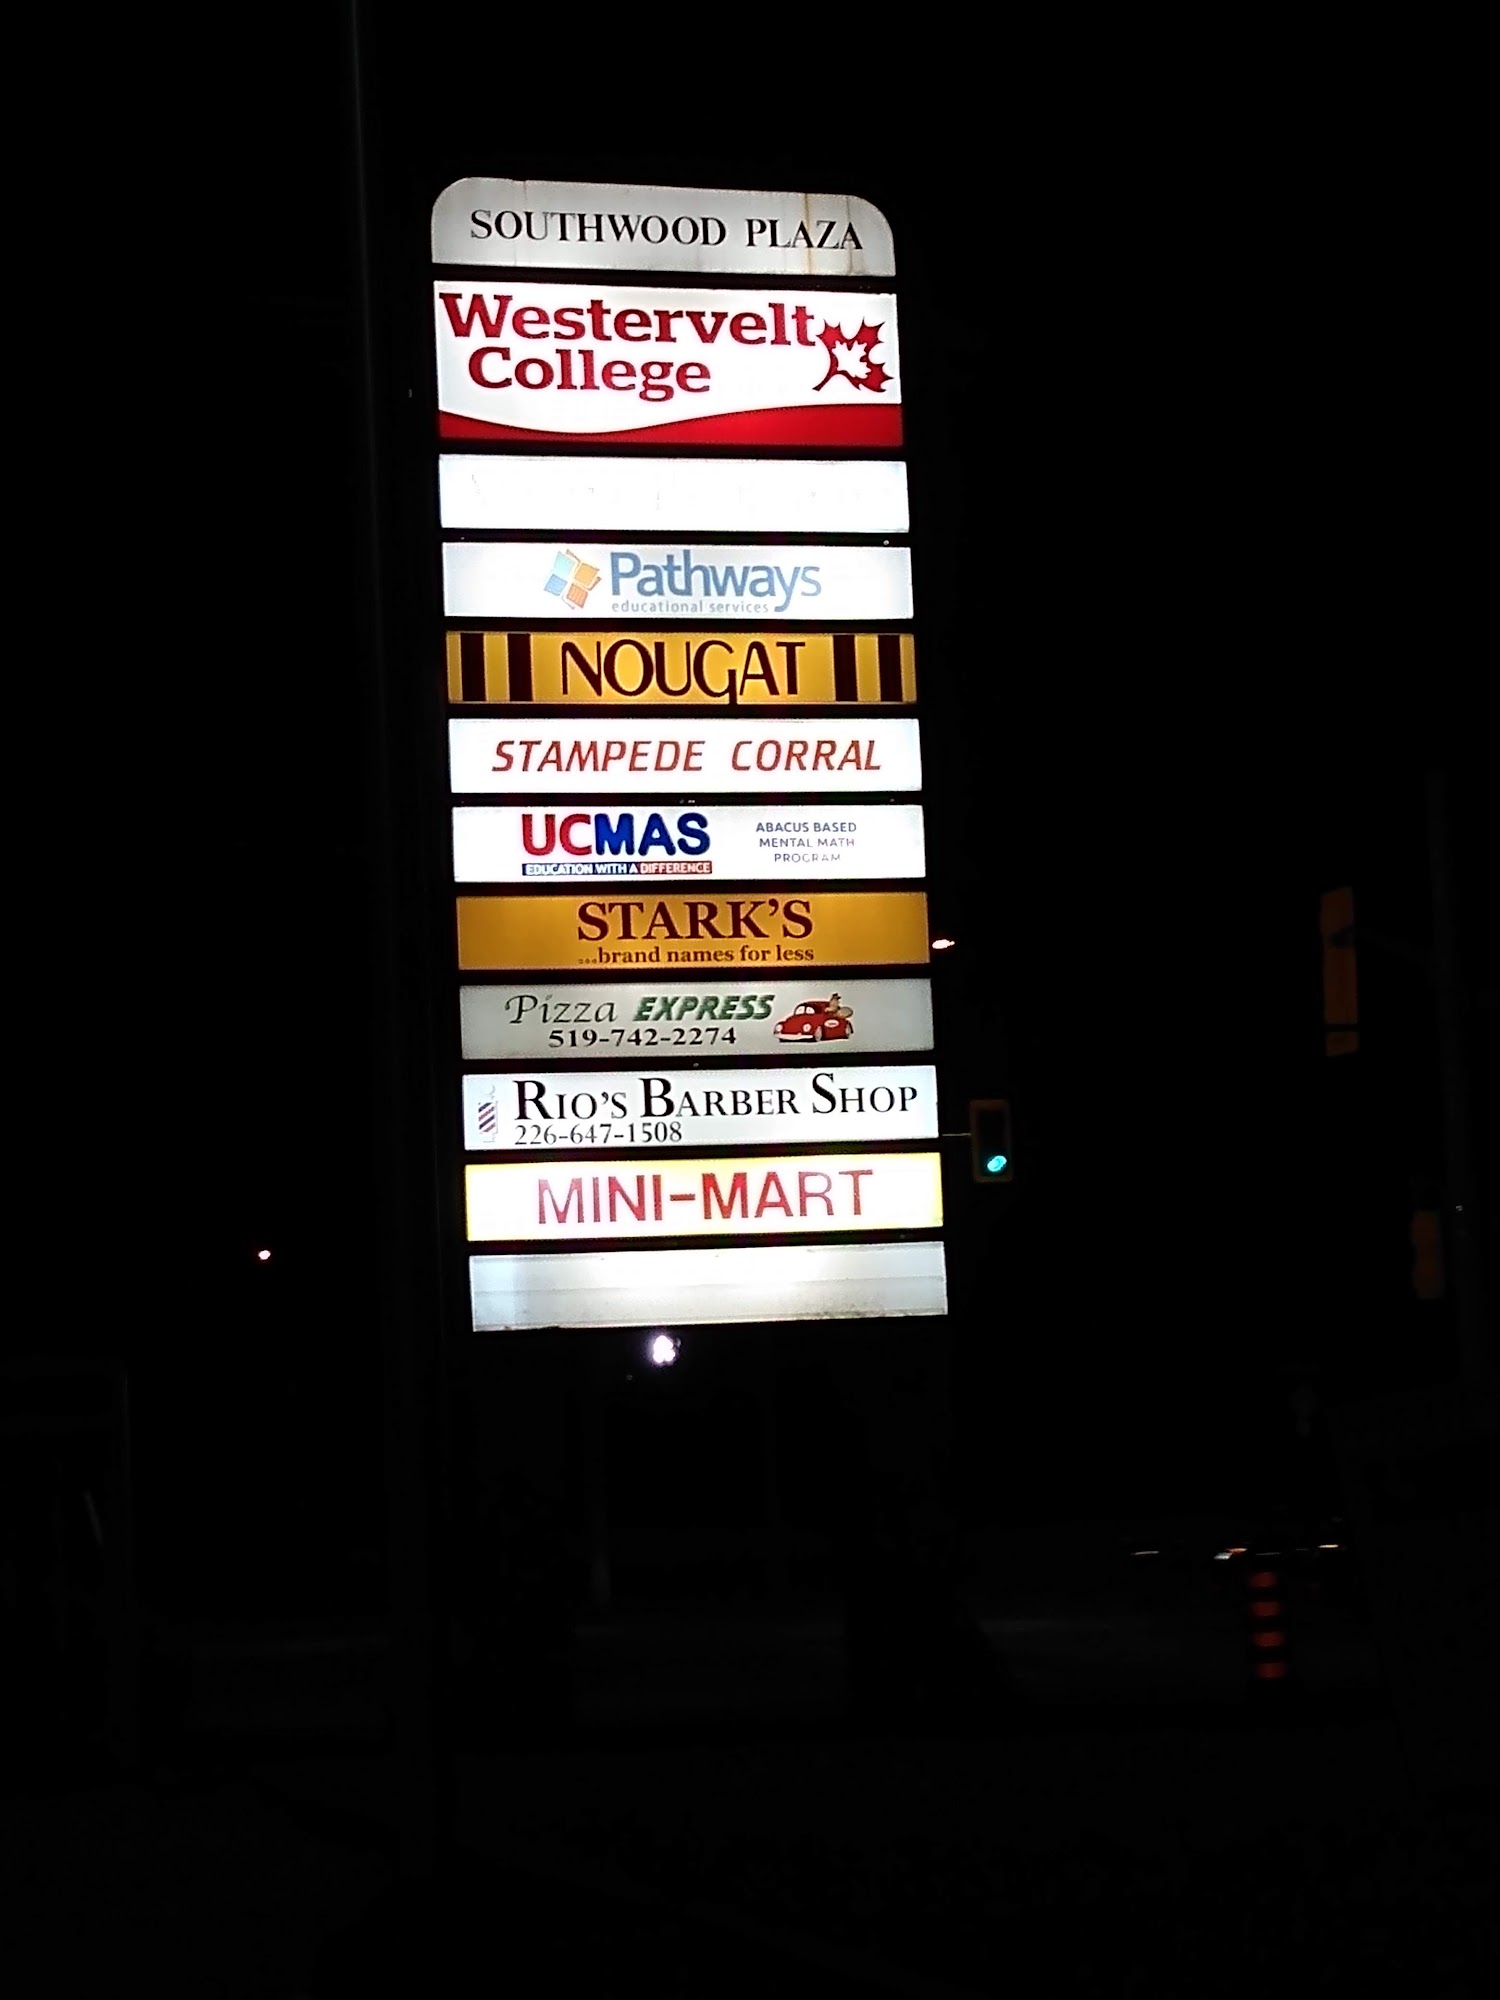 SOUTHWOOD PLAZA
Westervelt
College
Pathways
educational services
NOUGAT
STAMPEDE CORRAL
UCMAS
EDUCATION WITH A DIFFERENCE
ABACUS BASED
MENTAL MATH
PROGRAM
STARK'S
...brand names for less
Pizza EXPRESS
519-742-2274
RIO'S BARBER SHOP
226-647-1508
MINI-MART